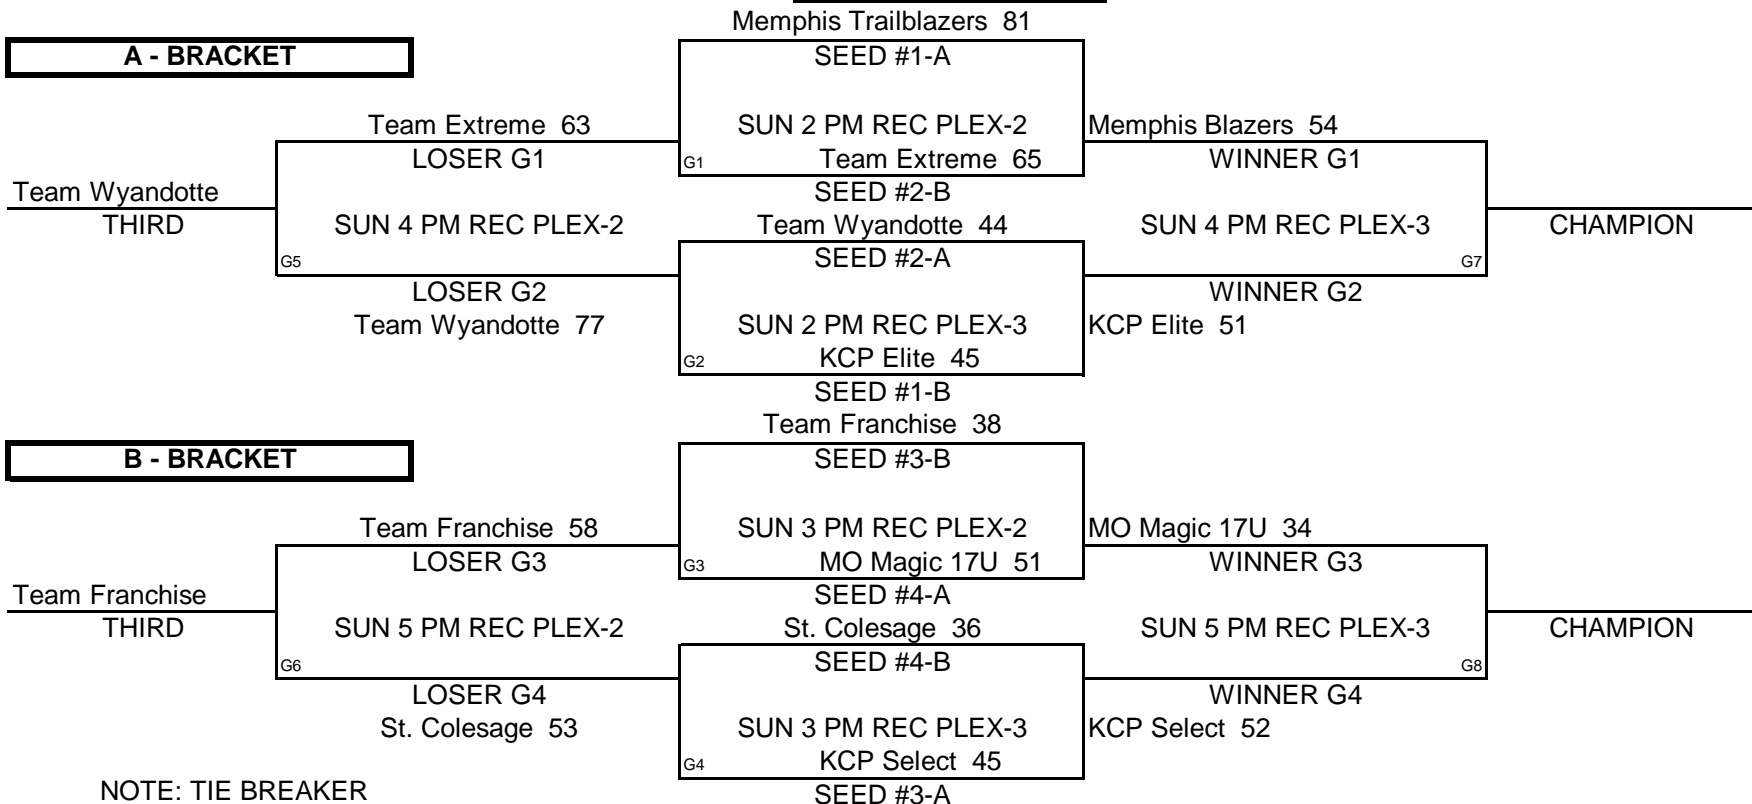 Memphis Trailblazers 81
A - BRACKET
SEED #1-A
Team Extreme 63
SUN 2 PM REC PLEX-2
Memphis Blazers 54
LOSER G1
G1
Team Extreme 65
WINNER G1
Team Wyandotte
SEED #2-B
THIRD
SUN 4 PM REC PLEX-2
Team Wyandotte 44
SUN 4 PM REC PLEX-3
CHAMPION
G5
SEED #2-A
G7
LOSER G2
WINNER G2
Team Wyandotte 77
SUN 2 PM REC PLEX-3
KCP Elite 51
G2
KCP Elite 45
SEED #1-B
Team Franchise 38
B - BRACKET
SEED #3-B
Team Franchise 58
SUN 3 PM REC PLEX-2
MO Magic 17U 34
LOSER G3
G3
MO Magic 17U 51
WINNER G3
Team Franchise
SEED #4-A
THIRD
SUN 5 PM REC PLEX-2
St. Colesage 36
SUN 5 PM REC PLEX-3
CHAMPION
G6
SEED #4-B
G8
LOSER G4
WINNER G4
St. Colesage 53
SUN 3 PM REC PLEX-3
KCP Select 52
G4
KCP Select 45
NOTE: TIE BREAKER
SEED #3-A